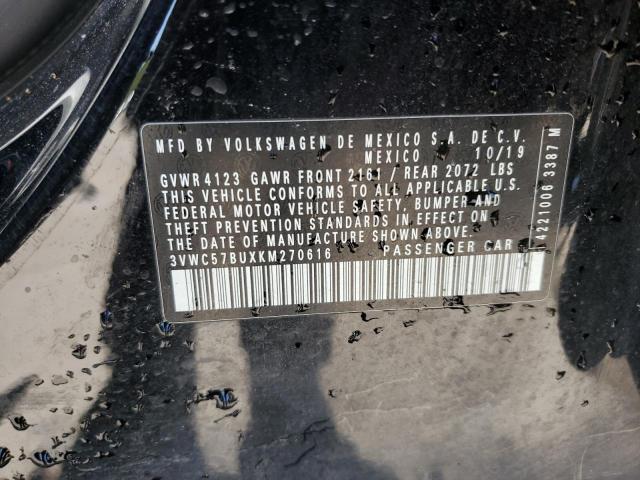 MFD BY VOLKSWAGEN DE MEXICO S.A. DE C.V.
MEXICO 10/19
GVWR 4123 GAWR FRONT 2161 / REAR 2072 LBS
THIS VEHICLE CONFORMS TO ALL APPLICABLE U.S.
FEDERAL MOTOR VEHICLE SAFETY, BUMPER AND
THEFT PREVENTION STANDARDS IN EFFECT ON
THE DATE OF MANUFACTURE SHOWN ABOVE.
3VWC57BUXKM270616 PASSENGER CAR
4221006 3387 M